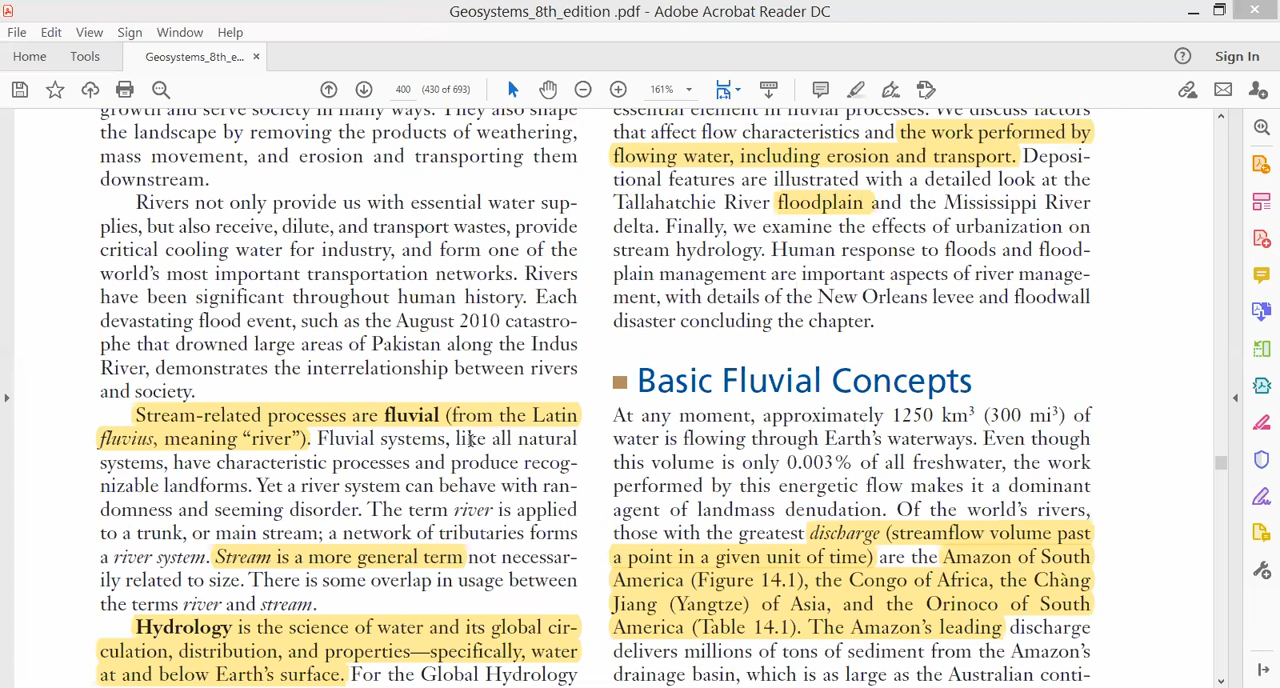 Geosystems_8th_edition .pdf - Adobe Acrobat Reader DC
File Edit View Sign Window Help
Home Tools Geosystems_8th_e... × Sign In
400 (430 of 693) 161%
growth and serve society in many ways. They also shape
the landscape by removing the products of weathering,
mass movement, and erosion and transporting them
downstream.
Rivers not only provide us with essential water sup-
plies, but also receive, dilute, and transport wastes, provide
critical cooling water for industry, and form one of the
world’s most important transportation networks. Rivers
have been significant throughout human history. Each
devastating flood event, such as the August 2010 catastro-
phe that drowned large areas of Pakistan along the Indus
River, demonstrates the interrelationship between rivers
and society.
Stream-related processes are fluvial (from the Latin
fluvius, meaning “river”). Fluvial systems, like all natural
systems, have characteristic processes and produce recog-
nizable landforms. Yet a river system can behave with ran-
domness and seeming disorder. The term river is applied
to a trunk, or main stream; a network of tributaries forms
a river system. Stream is a more general term not necessar-
ily related to size. There is some overlap in usage between
the terms river and stream.
Hydrology is the science of water and its global cir-
culation, distribution, and properties—specifically, water
at and below Earth’s surface. For the Global Hydrology
essential element in fluvial processes. We discuss factors
that affect flow characteristics and the work performed by
flowing water, including erosion and transport. Deposi-
tional features are illustrated with a detailed look at the
Tallahatchie River floodplain and the Mississippi River
delta. Finally, we examine the effects of urbanization on
stream hydrology. Human response to floods and flood-
plain management are important aspects of river manage-
ment, with details of the New Orleans levee and floodwall
disaster concluding the chapter.
Basic Fluvial Concepts
At any moment, approximately 1250 km³ (300 mi³) of
water is flowing through Earth’s waterways. Even though
this volume is only 0.003% of all freshwater, the work
performed by this energetic flow makes it a dominant
agent of landmass denudation. Of the world’s rivers,
those with the greatest discharge (streamflow volume past
a point in a given unit of time) are the Amazon of South
America (Figure 14.1), the Congo of Africa, the Chàng
Jiang (Yangtze) of Asia, and the Orinoco of South
America (Table 14.1). The Amazon’s leading discharge
delivers millions of tons of sediment from the Amazon’s
drainage basin, which is as large as the Australian conti-